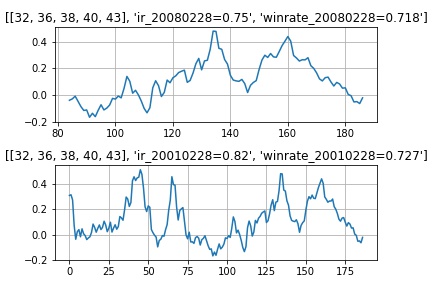 [[32, 36, 38, 40, 43], 'ir_20080228=0.75', 'winrate_20080228=0.718']
0.4
0.2
0.0
−0.2
80 100 120 140 160 180
[[32, 36, 38, 40, 43], 'ir_20010228=0.82', 'winrate_20010228=0.727']
0.4
0.2
0.0
−0.2
0 25 50 75 100 125 150 175